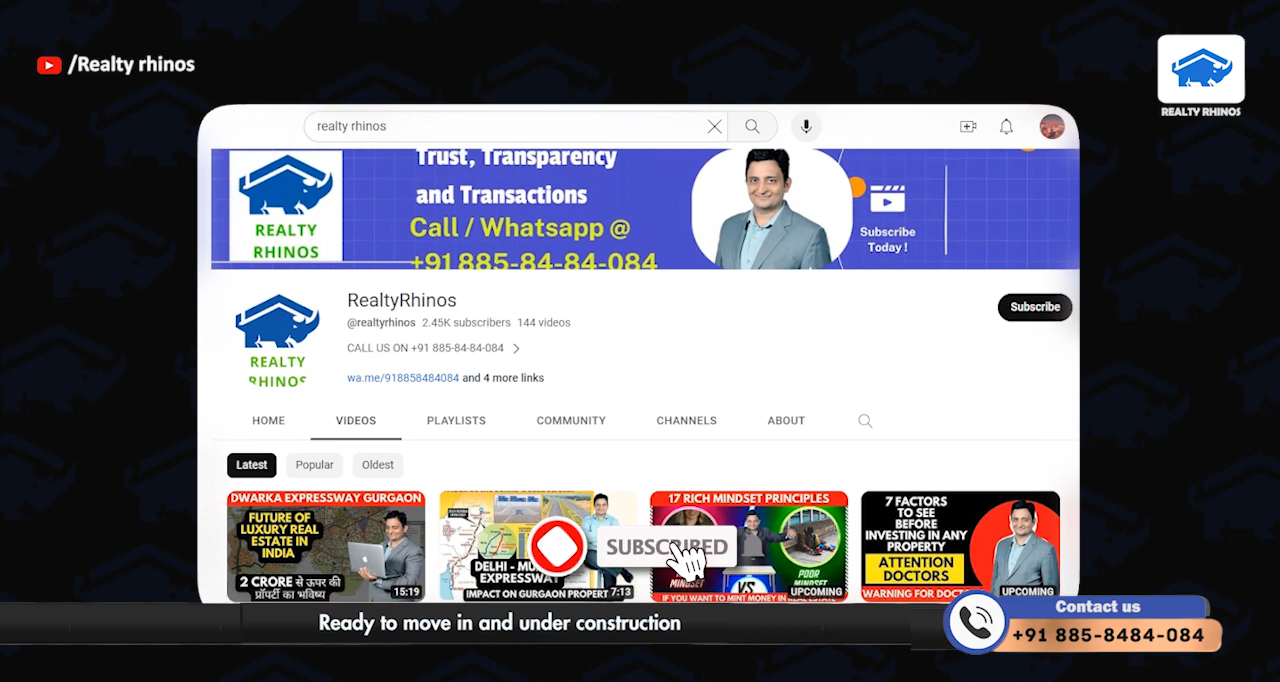 /Realty rhinos
REALTY RHINOS
realty rhinos
Trust, Transparency
and Transactions
Call / Whatsapp @
+91 885-84-84-084
REALTY
RHINOS
Subscribe
Today !
RealtyRhinos
@realtyrhinos 2.45K subscribers 144 videos
CALL US ON +91 885-84-84-084
wa.me/918858484084 and 4 more links
Subscribe
REALTY
RHINOS
HOME VIDEOS PLAYLISTS COMMUNITY CHANNELS ABOUT
Latest Popular Oldest
DWARKA EXPRESSWAY GURGAON
FUTURE OF
LUXURY REAL
ESTATE IN
INDIA
2 CRORE से ऊपर की
प्रॉपर्टी का भविष्य
15:19
DELHI - MU
EXPRESSWAY
IMPACT ON GURGAON PROPERT
7:13
17 RICH MINDSET PRINCIPLES
MINDSET
VS
POOR
MINDSET
UPCOMING
IF YOU WANT TO MINT MONEY IN REAL ESTATE
7 FACTORS
TO SEE
BEFORE
INVESTING IN ANY
PROPERTY
ATTENTION
DOCTORS
WARNING FOR DOCT
UPCOMING
SUBSCRIBED
Ready to move in and under construction
Contact us
+91 885-8484-084